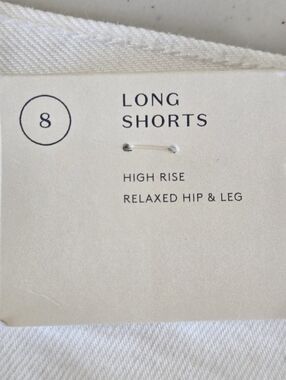 8
LONG
SHORTS
HIGH RISE
RELAXED HIP & LEG